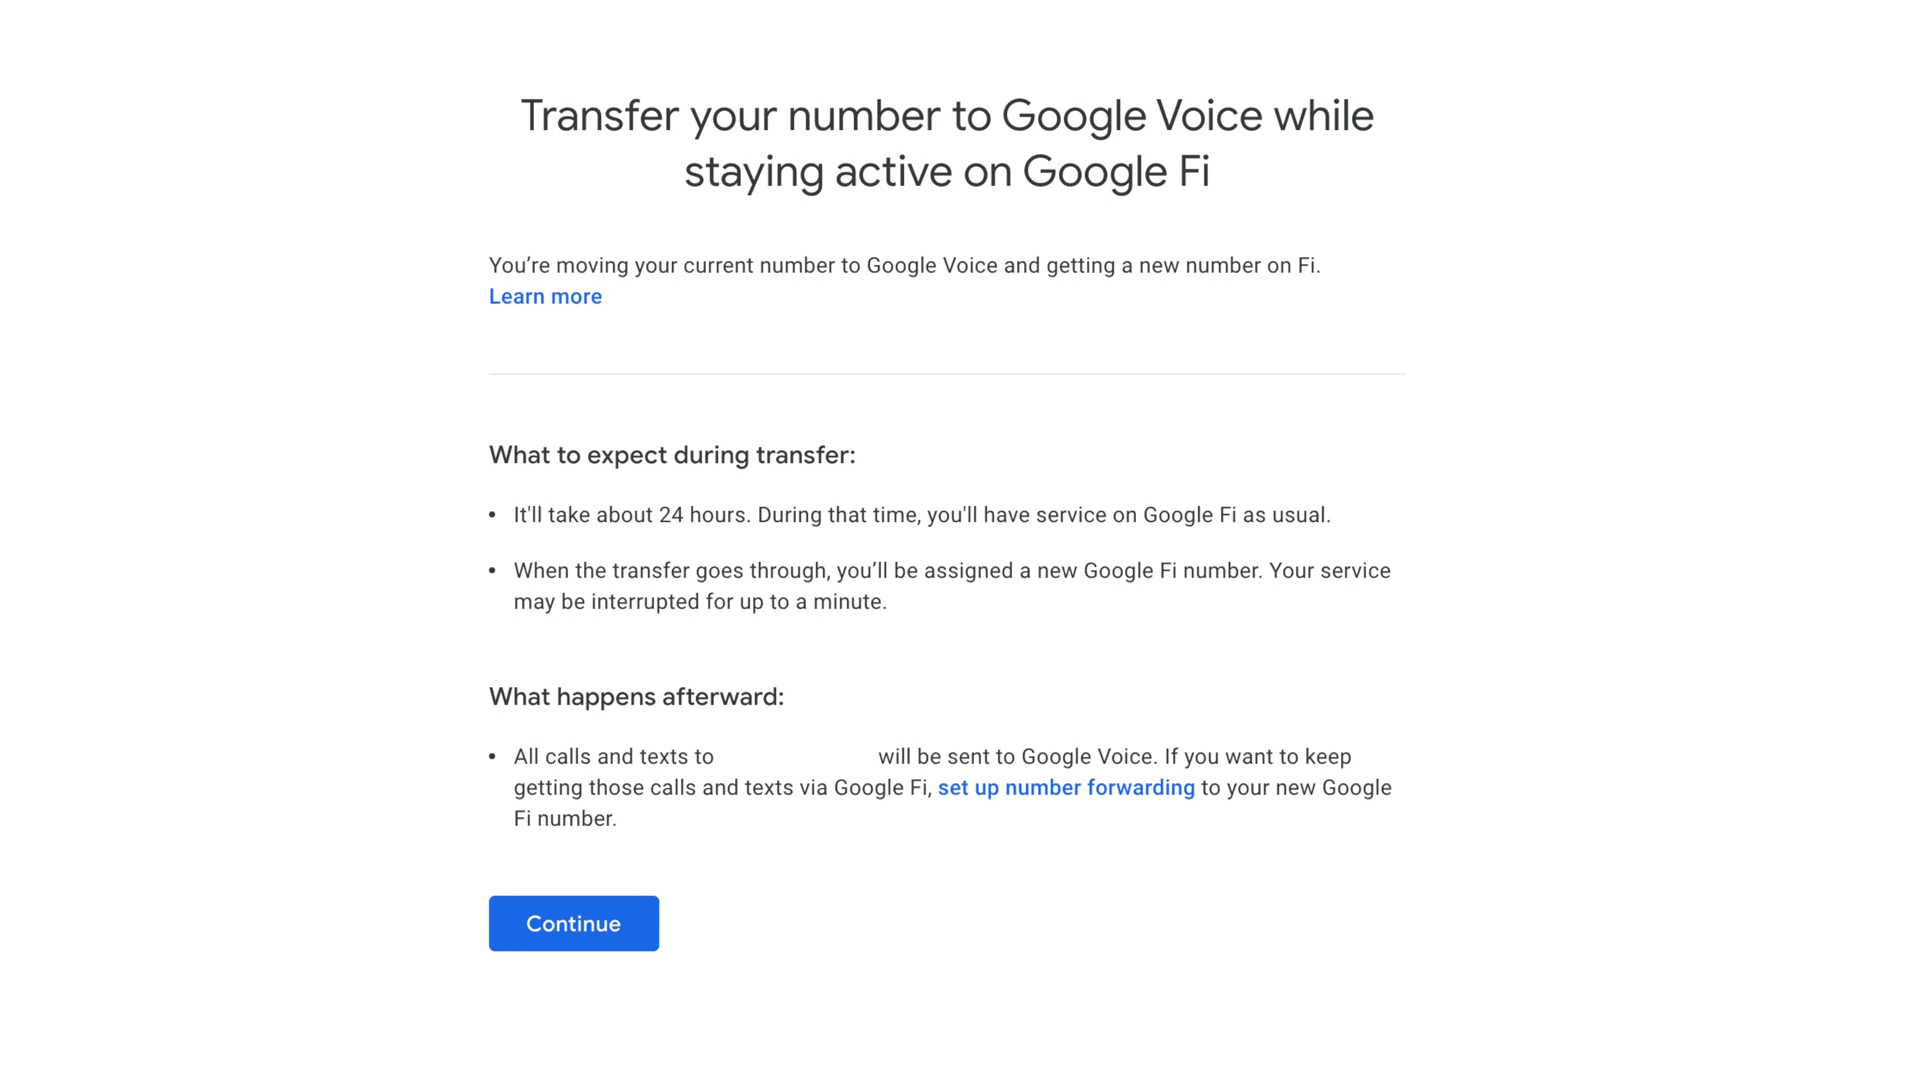 Transfer your number to Google Voice while
staying active on Google Fi
You’re moving your current number to Google Voice and getting a new number on Fi.
Learn more
What to expect during transfer:
• It'll take about 24 hours. During that time, you'll have service on Google Fi as usual.
• When the transfer goes through, you’ll be assigned a new Google Fi number. Your service
may be interrupted for up to a minute.
What happens afterward:
• All calls and texts to will be sent to Google Voice. If you want to keep
getting those calls and texts via Google Fi, set up number forwarding to your new Google
Fi number.
Continue